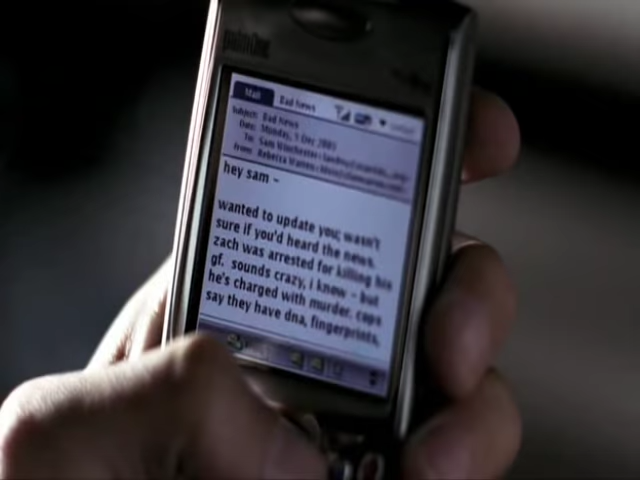 palmOne
Mail Bad News
Subject: Bad News
Date: Monday, 5 Dec 2005
To: Sam Winchester
From: Rebecca Warren
hey sam -
wanted to update you; wasn't
sure if you'd heard the news.
zach was arrested for killing his
gf. sounds crazy, i know - but
he's charged with murder. cops
say they have dna, fingerprints,